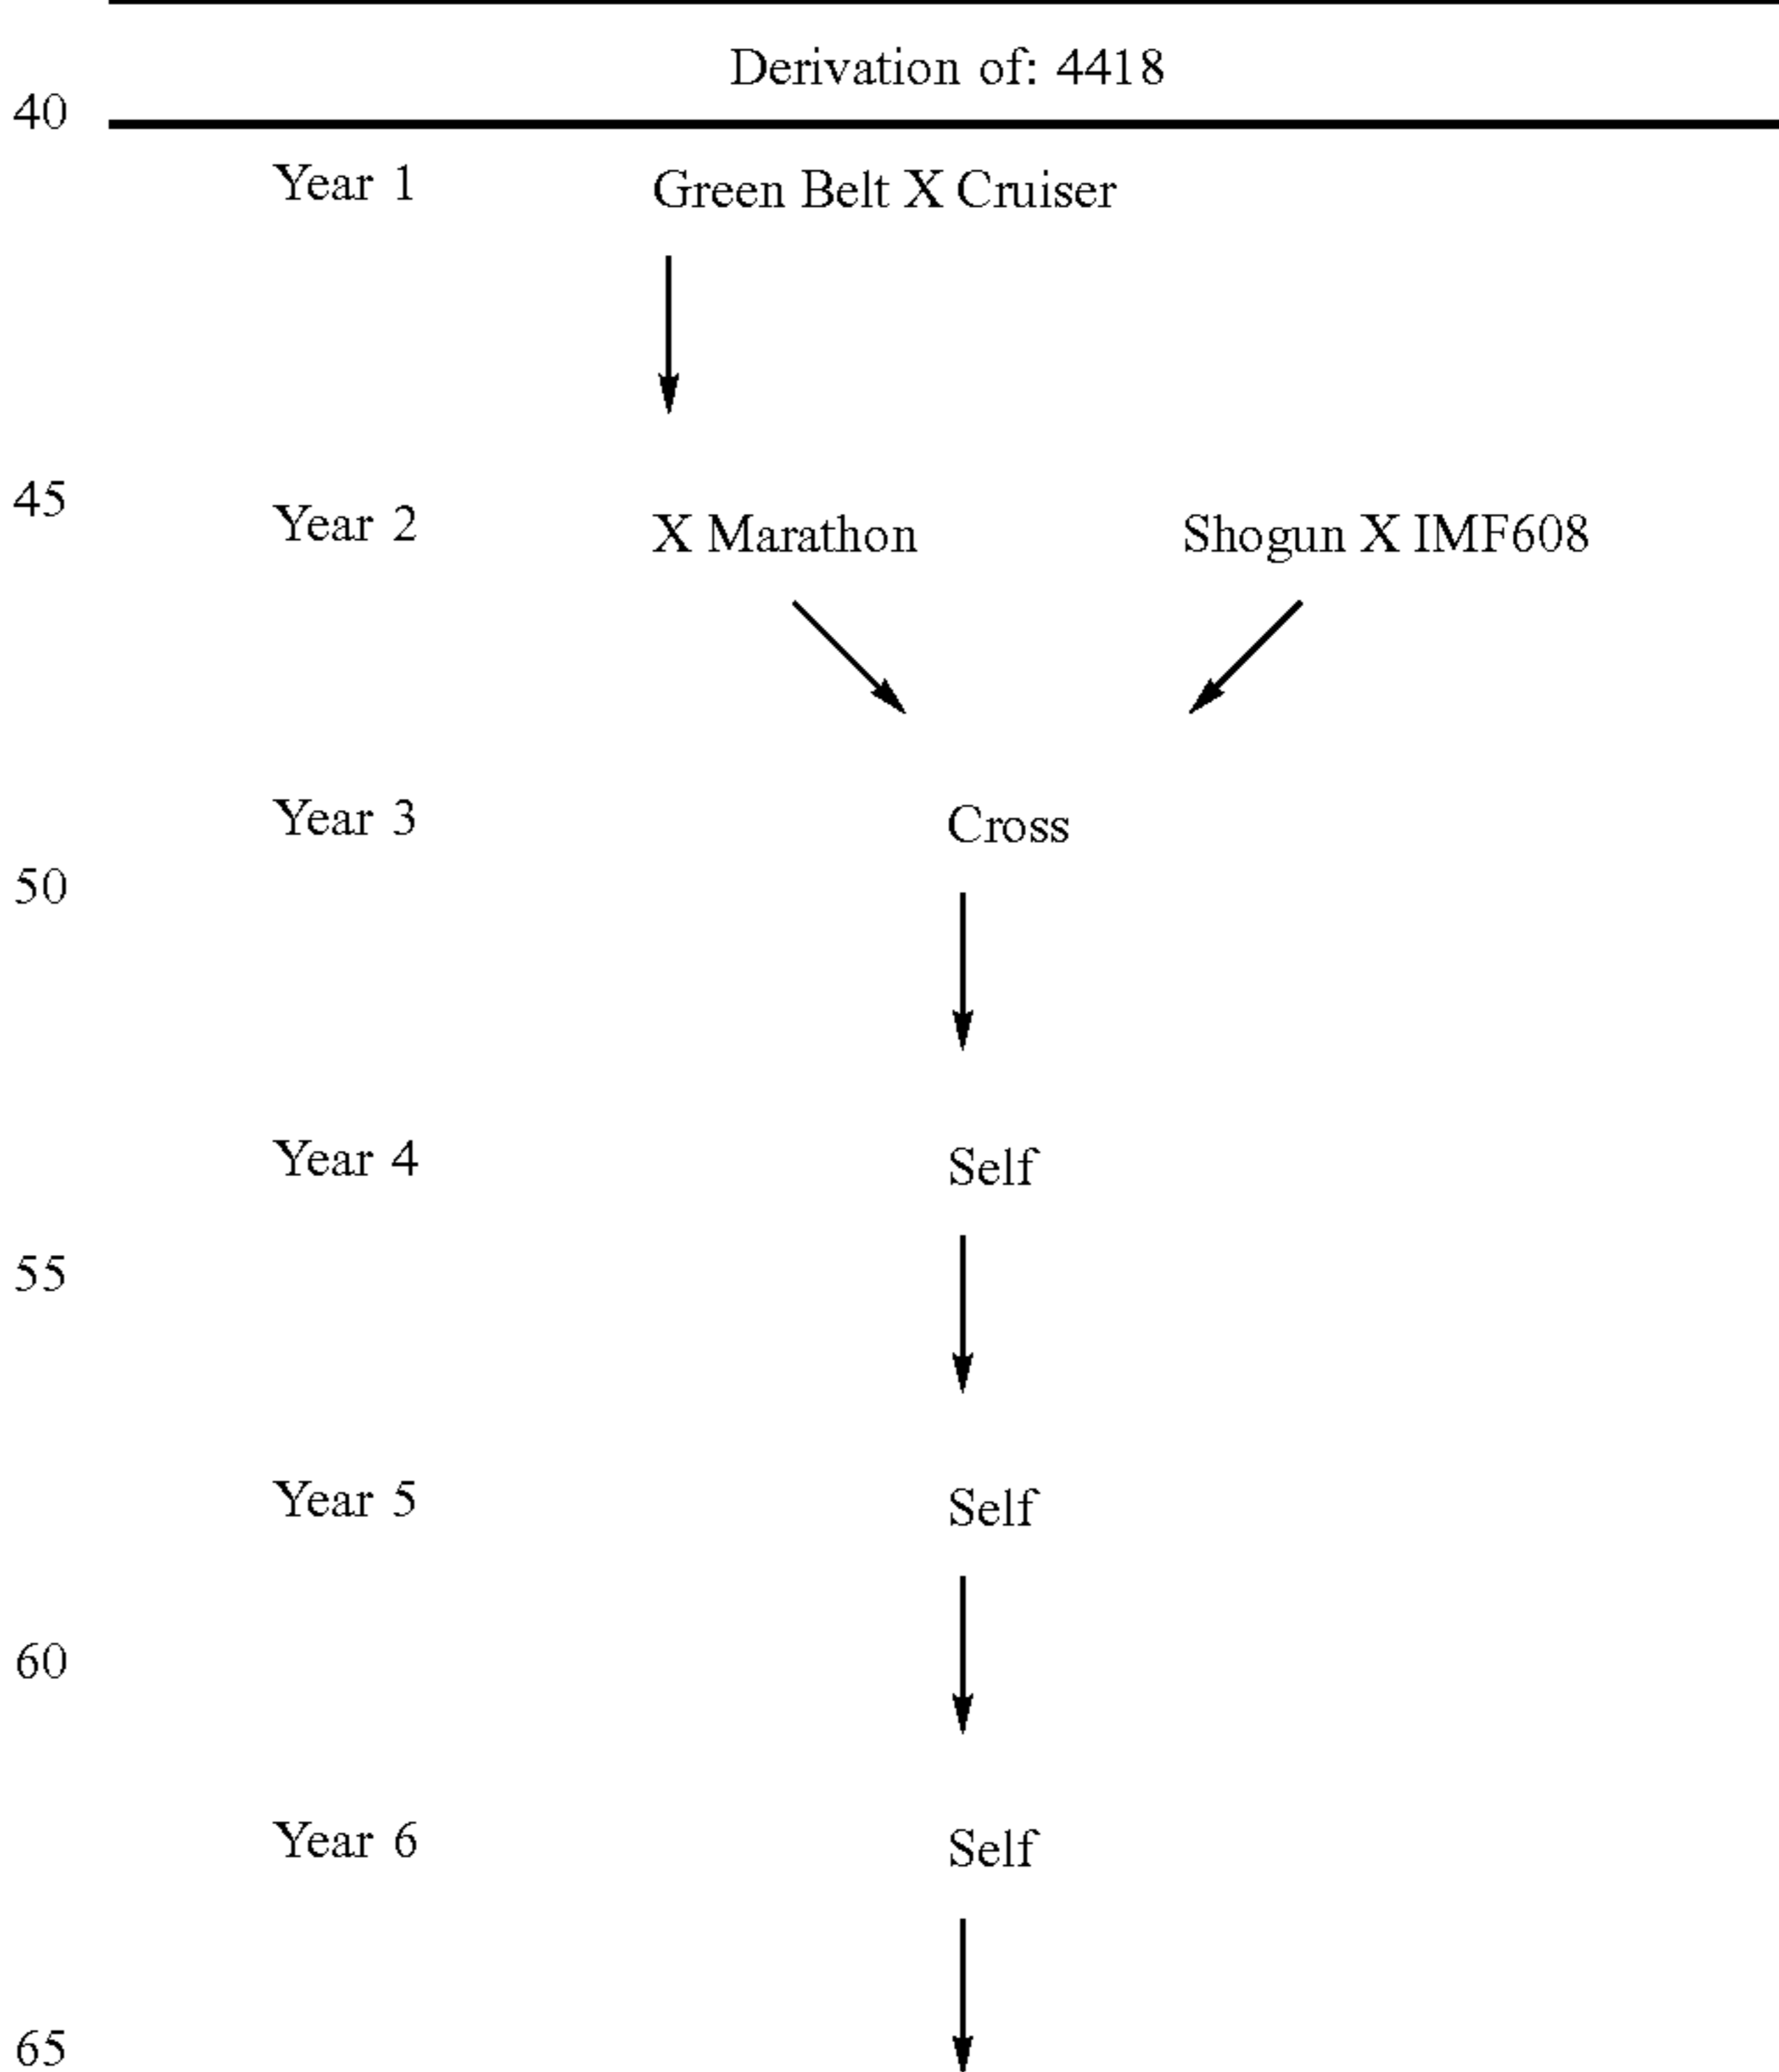 Derivation of: 4418
40
Year 1 Green Belt X Cruiser
45
Year 2 X Marathon Shogun X IMF608
Year 3 Cross
50
Year 4 Self
55
Year 5 Self
60
Year 6 Self
65